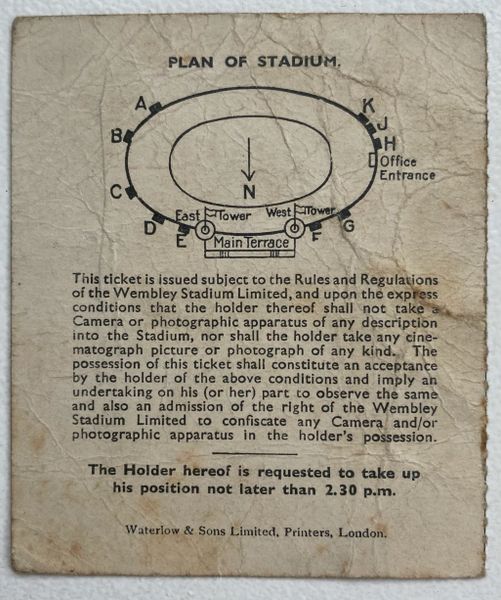 PLAN OF STADIUM.
A
K
J
B
H
Office
Entrance
N
C
East Tower
West Tower
D
E
F
G
Main Terrace
This ticket is issued subject to the Rules and Regulations
of the Wembley Stadium Limited, and upon the express
conditions that the holder thereof shall not take a
Camera or photographic apparatus of any description
into the Stadium, nor shall the holder take any cine-
matograph picture or photograph of any kind. The
possession of this ticket shall constitute an acceptance
by the holder of the above conditions and imply an
undertaking on his (or her) part to observe the same
and also an admission of the right of the Wembley
Stadium Limited to confiscate any Camera and/or
photographic apparatus in the holder's possession.
The Holder hereof is requested to take up
his position not later than 2.30 p.m.
Waterlow & Sons Limited, Printers, London.